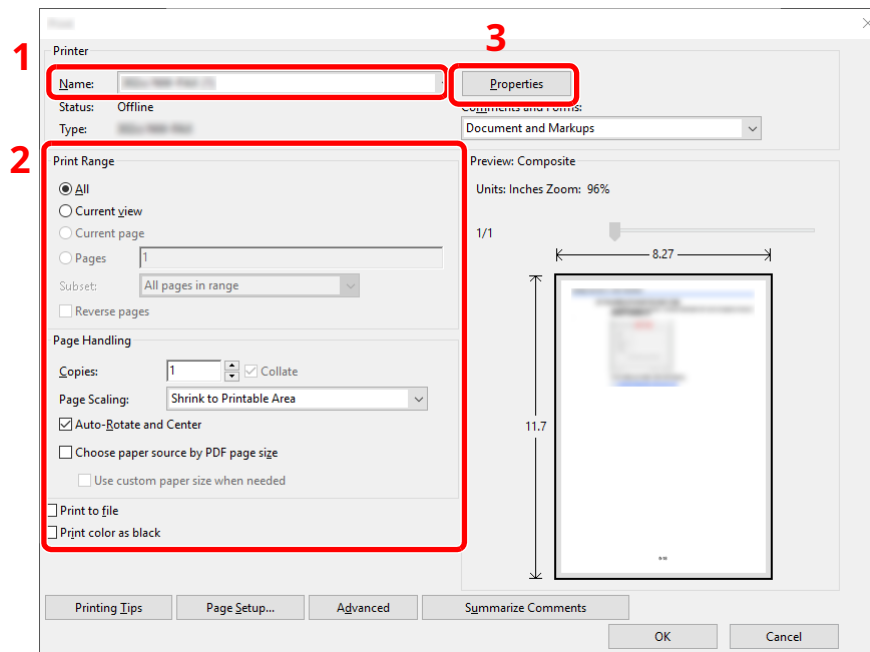 1
3
Printer
Name:
Properties
Status: Offline
Comments and Forms:
Type:
Document and Markups
2
Print Range
Preview: Composite
All
Units: Inches Zoom: 96%
Current view
Current page
1/1
Pages 1
8.27
Subset: All pages in range
Reverse pages
Page Handling
Copies: 1 Collate
Page Scaling: Shrink to Printable Area
Auto-Rotate and Center
11.7
Choose paper source by PDF page size
Use custom paper size when needed
Print to file
Print color as black
Printing Tips Page Setup... Advanced Summarize Comments
OK Cancel